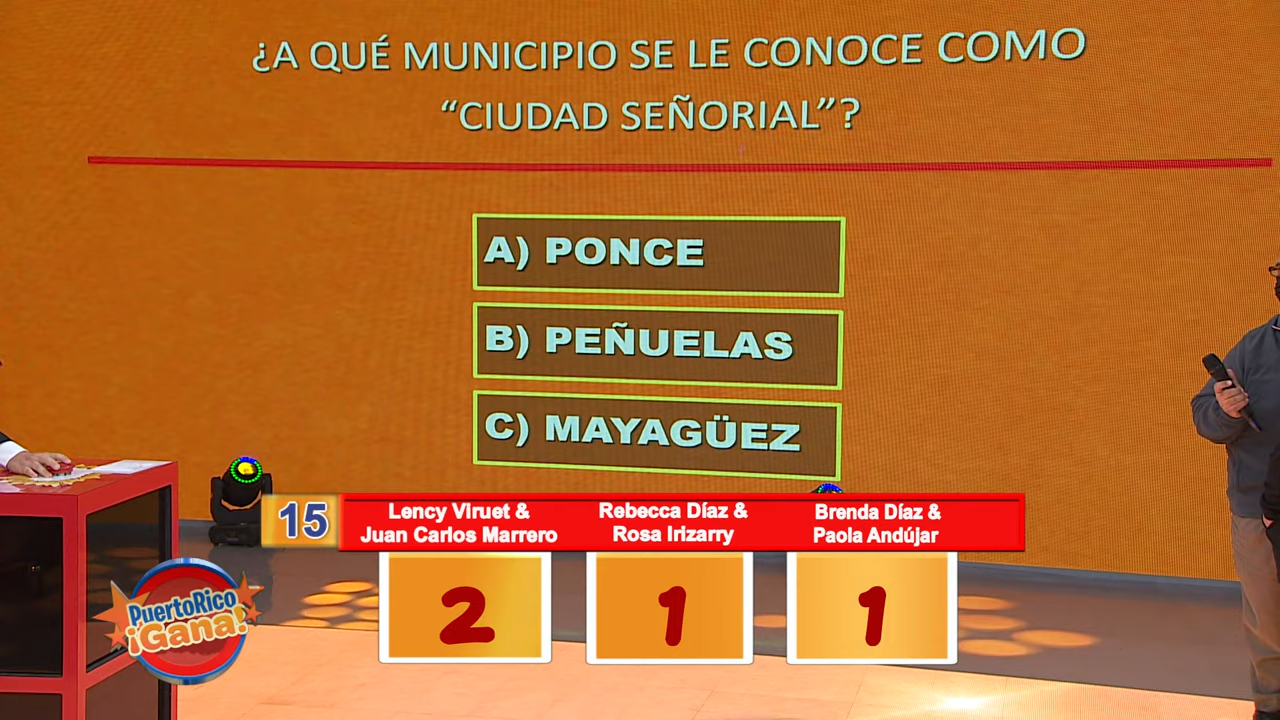 ¿A QUÉ MUNICIPIO SE LE CONOCE COMO
“CIUDAD SEÑORIAL”?
A) PONCE
B) PEÑUELAS
C) MAYAGÜEZ
15
Lency Viruet &
Juan Carlos Marrero
Rebecca Díaz &
Rosa Irizarry
Brenda Díaz &
Paola Andújar
2
1
1
PuertoRico
¡Gana!